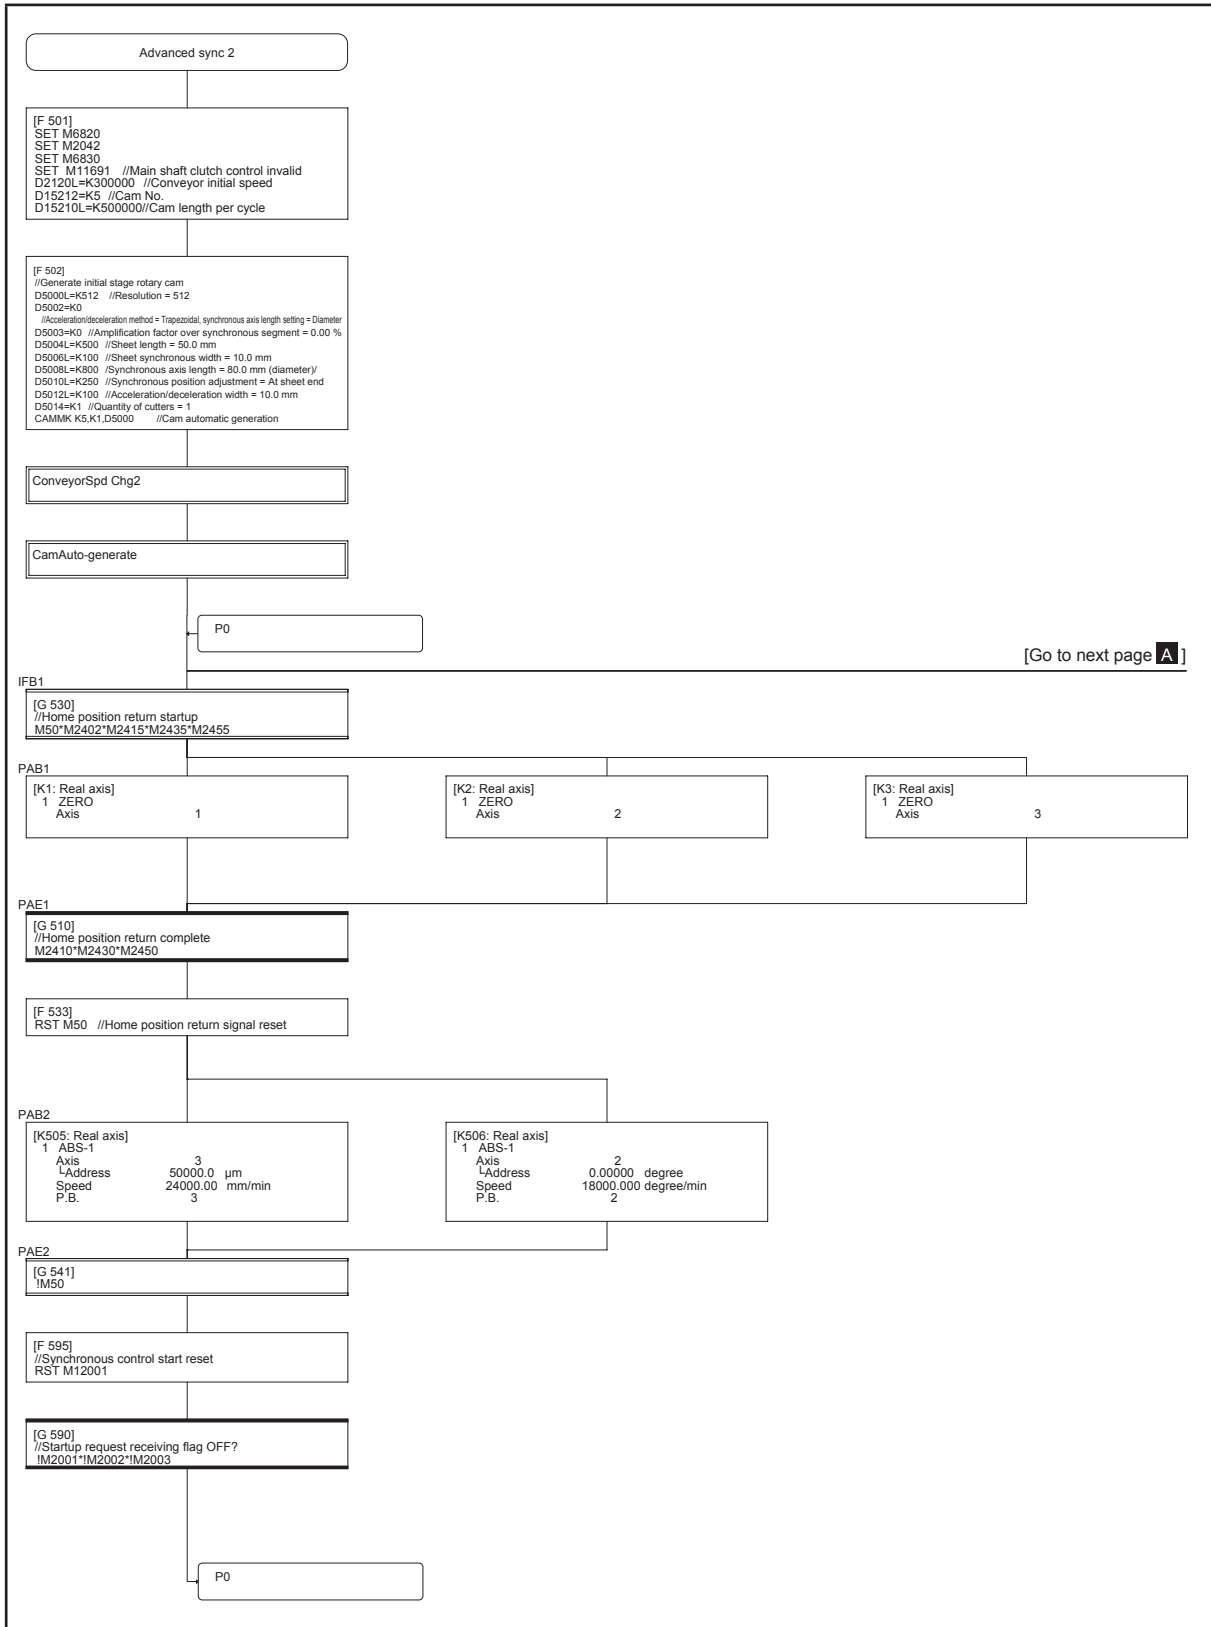 Advanced sync 2
[F 501]
SET M6820
SET M2042
SET M6830
SET M11691 //Main shaft clutch control invalid
D2120L=K300000 //Conveyor initial speed
D15212=K5 //Cam No.
D15210L=K500000//Cam length per cycle
[F 502]
//Generate initial stage rotary cam
D5000L=K512 //Resolution = 512
D5002=K0
//Acceleration/deceleration method = Trapezoidal, synchronous axis length setting = Diameter
D5003=K0 //Amplification factor over synchronous segment = 0.00 %
D5004L=K500 //Sheet length = 50.0 mm
D5006L=K100 //Sheet synchronous width = 10.0 mm
D5008L=K800 /Synchronous axis length = 80.0 mm (diameter)/
D5010L=K250 //Synchronous position adjustment = At sheet end
D5012L=K100 //Acceleration/deceleration width = 10.0 mm
D5014=K1 //Quantity of cutters = 1
CAMMK K5,K1,D5000 //Cam automatic generation
ConveyorSpd Chg2
CamAuto-generate
P0
[Go to next page A ]
IFB1
[G 530]
//Home position return startup
M50*M2402*M2415*M2435*M2455
PAB1
[K1: Real axis]
1 ZERO
Axis 1
[K2: Real axis]
1 ZERO
Axis 2
[K3: Real axis]
1 ZERO
Axis 3
PAE1
[G 510]
//Home position return complete
M2410*M2430*M2450
[F 533]
RST M50 //Home position return signal reset
PAB2
[K505: Real axis]
1 ABS-1
Axis 3
└Address 50000.0 µm
Speed 24000.00 mm/min
P.B. 3
[K506: Real axis]
1 ABS-1
Axis 2
└Address 0.00000 degree
Speed 18000.000 degree/min
P.B. 2
PAE2
[G 541]
!M50
[F 595]
//Synchronous control start reset
RST M12001
[G 590]
//Startup request receiving flag OFF?
!M2001*!M2002*!M2003
P0